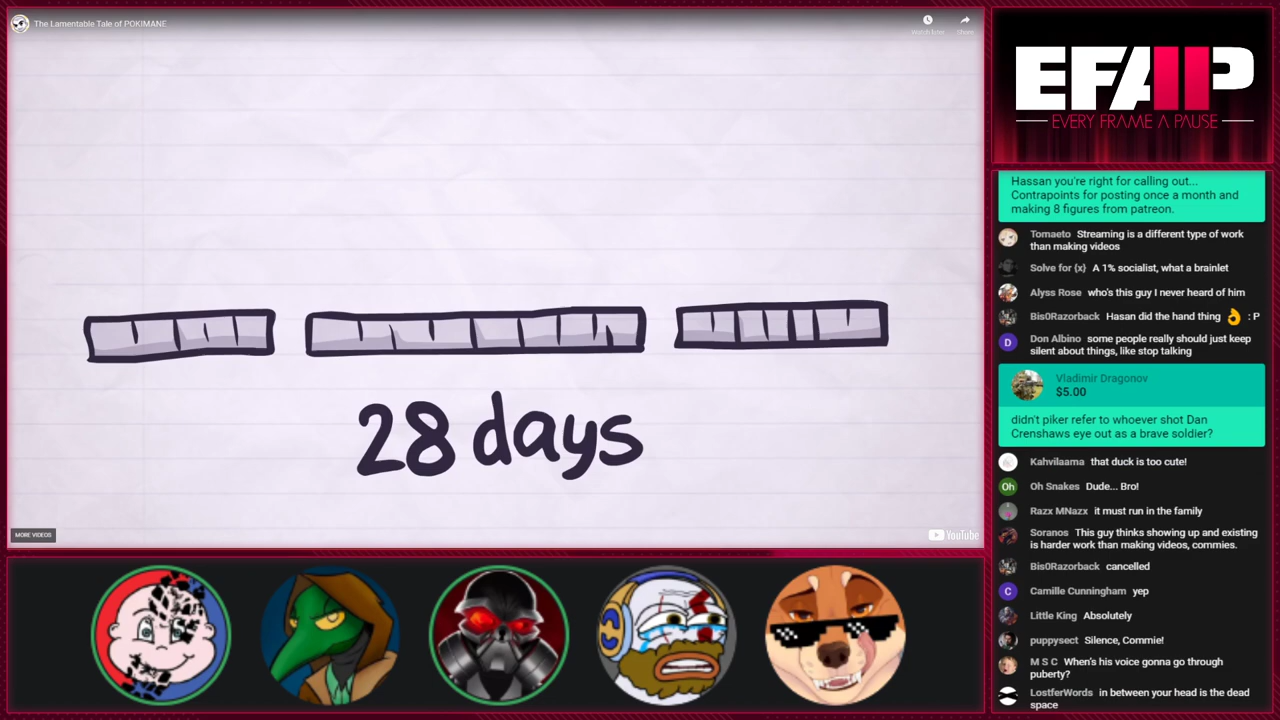 The Lamentable Tale of POKIMANE
Watch later
Share
28 days
MORE VIDEOS
YouTube
EFAP
EVERY FRAME A PAUSE
Hassan you're right for calling out...
Contrapoints for posting once a month and
making 8 figures from patreon.
Tomaeto Streaming is a different type of work
than making videos
Solve for {x} A 1% socialist, what a brainlet
Alyss Rose who's this guy I never heard of him
Bis0Razorback Hasan did the hand thing 👌 : P
D
Don Albino some people really should just keep
silent about things, like stop talking
Vladimir Dragonov
$5.00
didn't piker refer to whoever shot Dan
Crenshaws eye out as a brave soldier?
Kahvilaama that duck is too cute!
Oh
Oh Snakes Dude... Bro!
Razx MNazx it must run in the family
Soranos This guy thinks showing up and existing
is harder work than making videos, commies.
Bis0Razorback cancelled
C
Camille Cunningham yep
Little King Absolutely
puppysect Silence, Commie!
M S C When's his voice gonna go through
puberty?
LostferWords in between your head is the dead
space